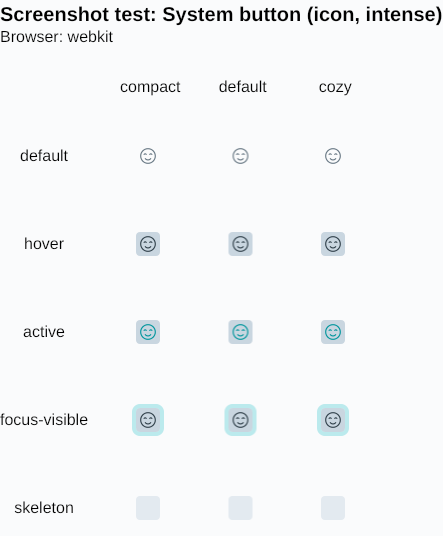 Screenshot test: System button (icon, intense)
Browser: webkit
compact default cozy
default
hover
active
focus-visible
skeleton